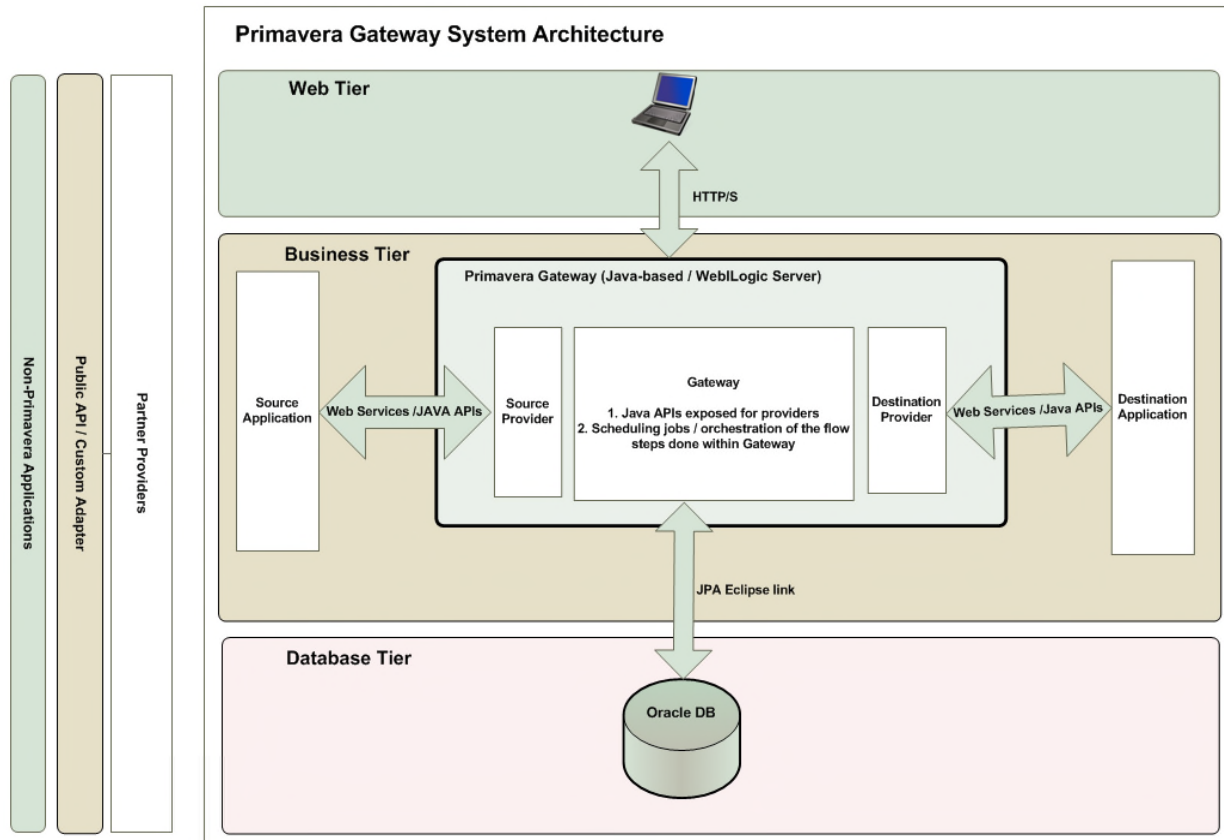 Primavera Gateway System Architecture
Web Tier
HTTP/S
Business Tier
Primavera Gateway (Java-based / WeblLogic Server)
Source
Application
Web Services /JAVA APIs
Source
Provider
Gateway
1. Java APIs exposed for providers
2. Scheduling jobs / orchestration of the flow
steps done within Gateway
Destination
Provider
Web Services /Java APIs
Destination
Application
JPA Eclipse link
Database Tier
Oracle DB
Non-Primavera Applications
Public API / Custom Adapter
Partner Providers